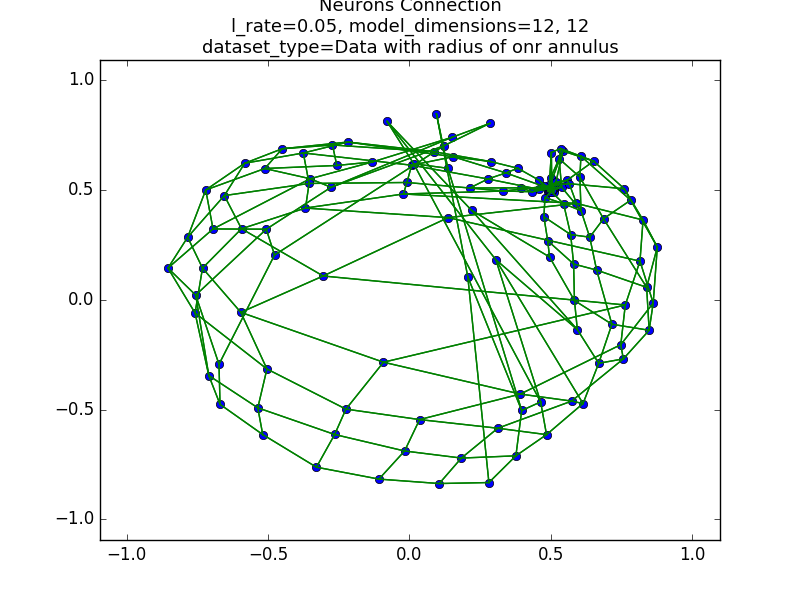 Neurons Connection
l_rate=0.05, model_dimensions=12, 12
dataset_type=Data with radius of onr annulus
1.0
0.5
0.0
−0.5
−1.0
−1.0 −0.5 0.0 0.5 1.0